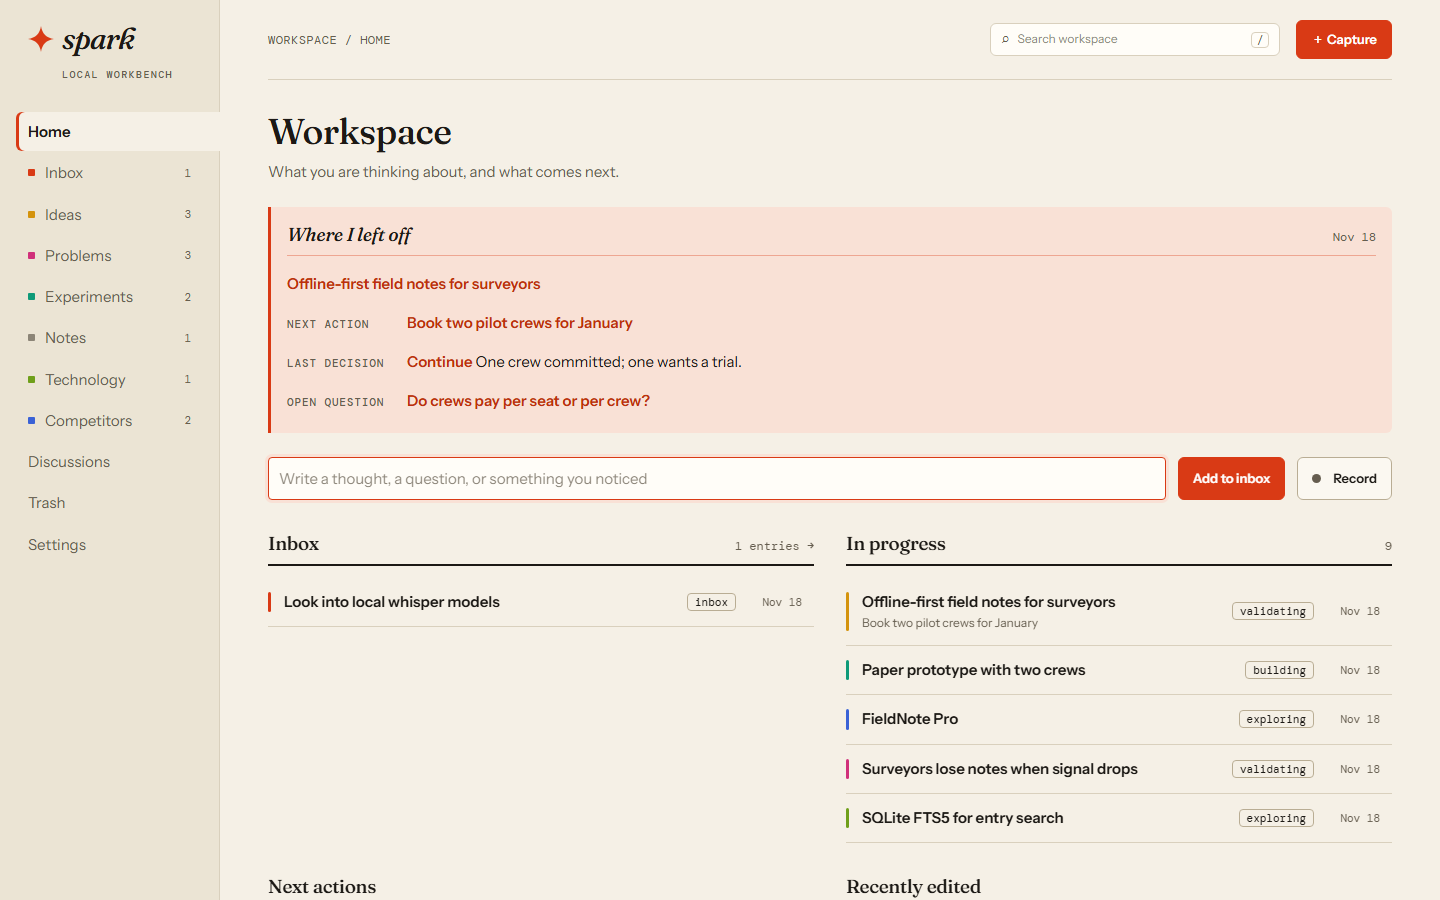 spark
LOCAL WORKBENCH
Home
Inbox 1
Ideas 3
Problems 3
Experiments 2
Notes 1
Technology 1
Competitors 2
Discussions
Trash
Settings
WORKSPACE / HOME
Search workspace /
+ Capture
Workspace
What you are thinking about, and what comes next.
Where I left off Nov 18
Offline-first field notes for surveyors
NEXT ACTION Book two pilot crews for January
LAST DECISION Continue One crew committed; one wants a trial.
OPEN QUESTION Do crews pay per seat or per crew?
Write a thought, a question, or something you noticed
Add to inbox
Record
Inbox 1 entries →
Look into local whisper models inbox Nov 18
In progress 9
Offline-first field notes for surveyors validating Nov 18
Book two pilot crews for January
Paper prototype with two crews building Nov 18
FieldNote Pro exploring Nov 18
Surveyors lose notes when signal drops validating Nov 18
SQLite FTS5 for entry search exploring Nov 18
Next actions
Recently edited